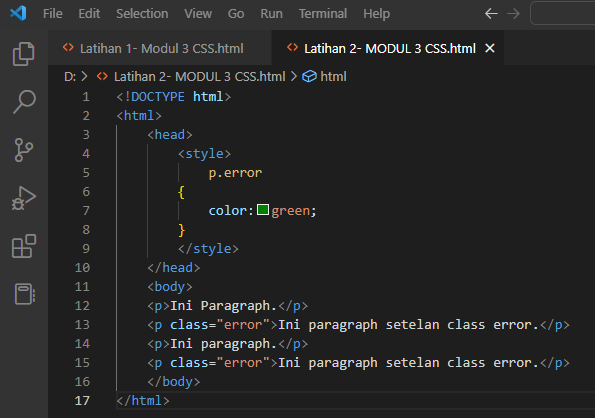 File Edit Selection View Go Run Terminal Help
Latihan 1- Modul 3 CSS.html Latihan 2- MODUL 3 CSS.html
D: > Latihan 2- MODUL 3 CSS.html > html
1 <!DOCTYPE html>
2 <html>
3 <head>
4 <style>
5 p.error
6 {
7 color: green;
8 }
9 </style>
10 </head>
11 <body>
12 <p>Ini Paragraph.</p>
13 <p class="error">Ini paragraph setelan class error.</p>
14 <p>Ini paragraph.</p>
15 <p class="error">Ini paragraph setelan class error.</p>
16 </body>
17 </html>